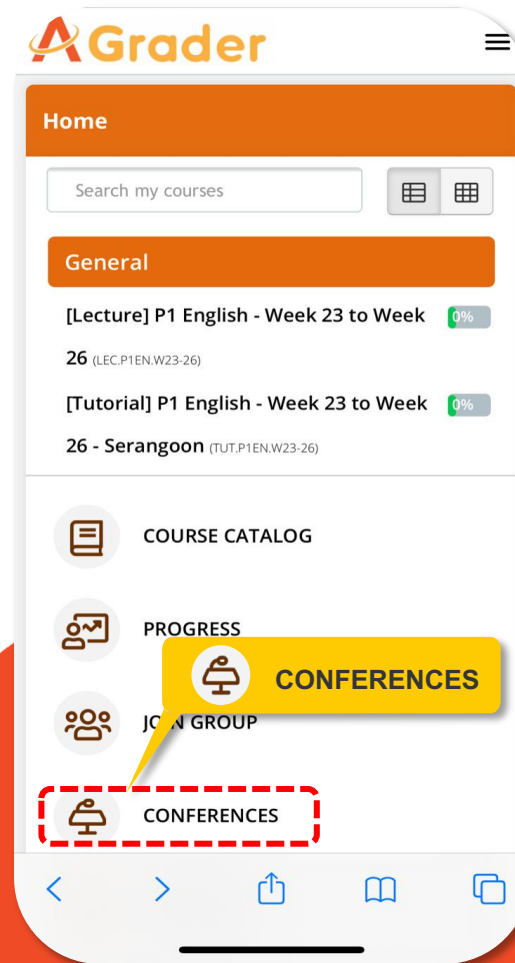 AGrader
Home
Search my courses
General
[Lecture] P1 English - Week 23 to Week
26 (LEC.P1EN.W23-26)
0%
[Tutorial] P1 English - Week 23 to Week
26 - Serangoon (TUT.P1EN.W23-26)
0%
COURSE CATALOG
PROGRESS
CONFERENCES
JOIN GROUP
CONFERENCES